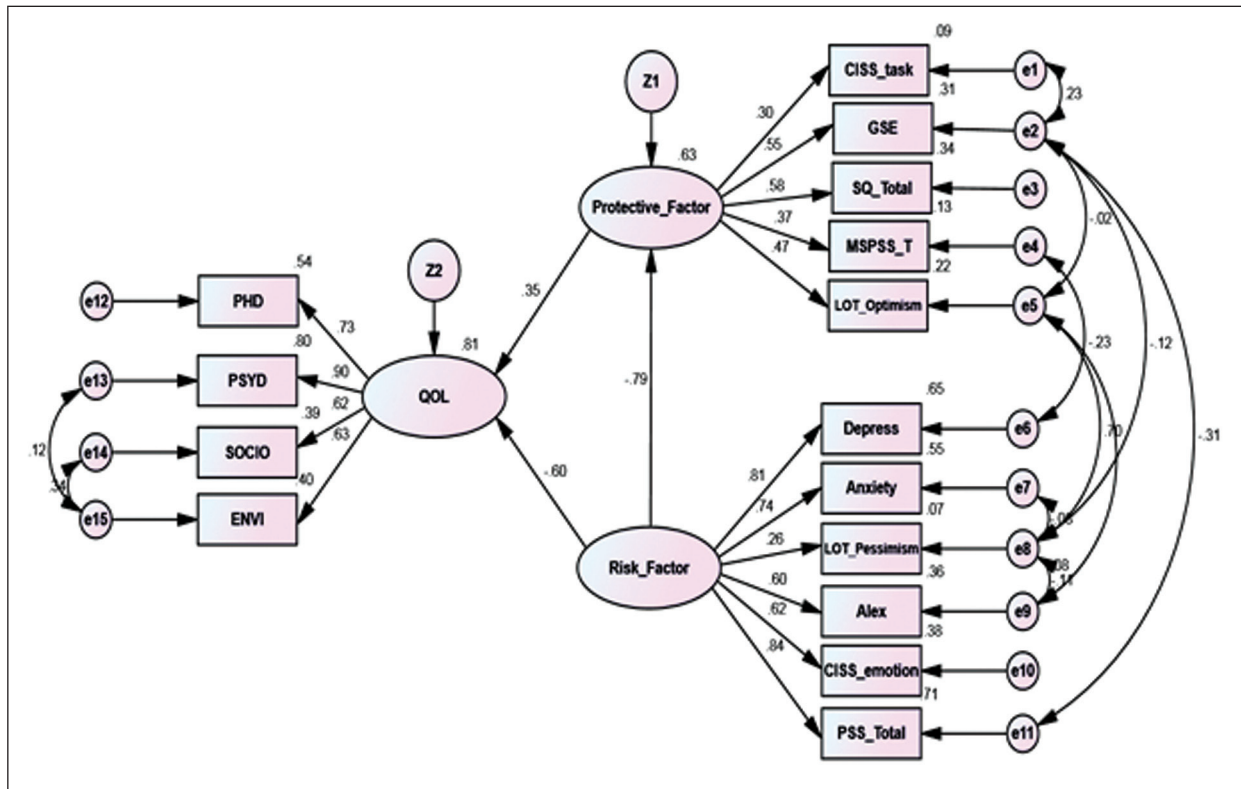 .09
CISS_task
e1
.31
.30
.23
Z1
GSE
e2
.55
.34
.63
SQ_Total
e3
.58
Protective_Factor
.13
.37
-.02
MSPSS_T
e4
.47
.22
LOT_Optimism
e5
Z2
.54
.35
e12
PHD
.73
-.23
-.12
.80
.81
-.79
.65
e13
PSYD
.90
QOL
.62
.39
Depress
e6
.70
-.31
.12
.63
.55
e14
SOCIO
.81
.40
-.60
Anxiety
e7
.74
.07
e15
ENVI
.26
LOT_Pessimism
e8
Risk_Factor
.36
.08
-.11
.60
Alex
e9
.62
.38
.84
CISS_emotion
e10
.71
PSS_Total
e11